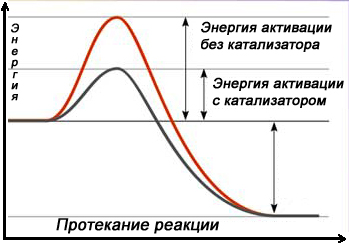 Энергия
Энергия активации
без катализатора
Энергия активации
с катализатором
Протекание реакции